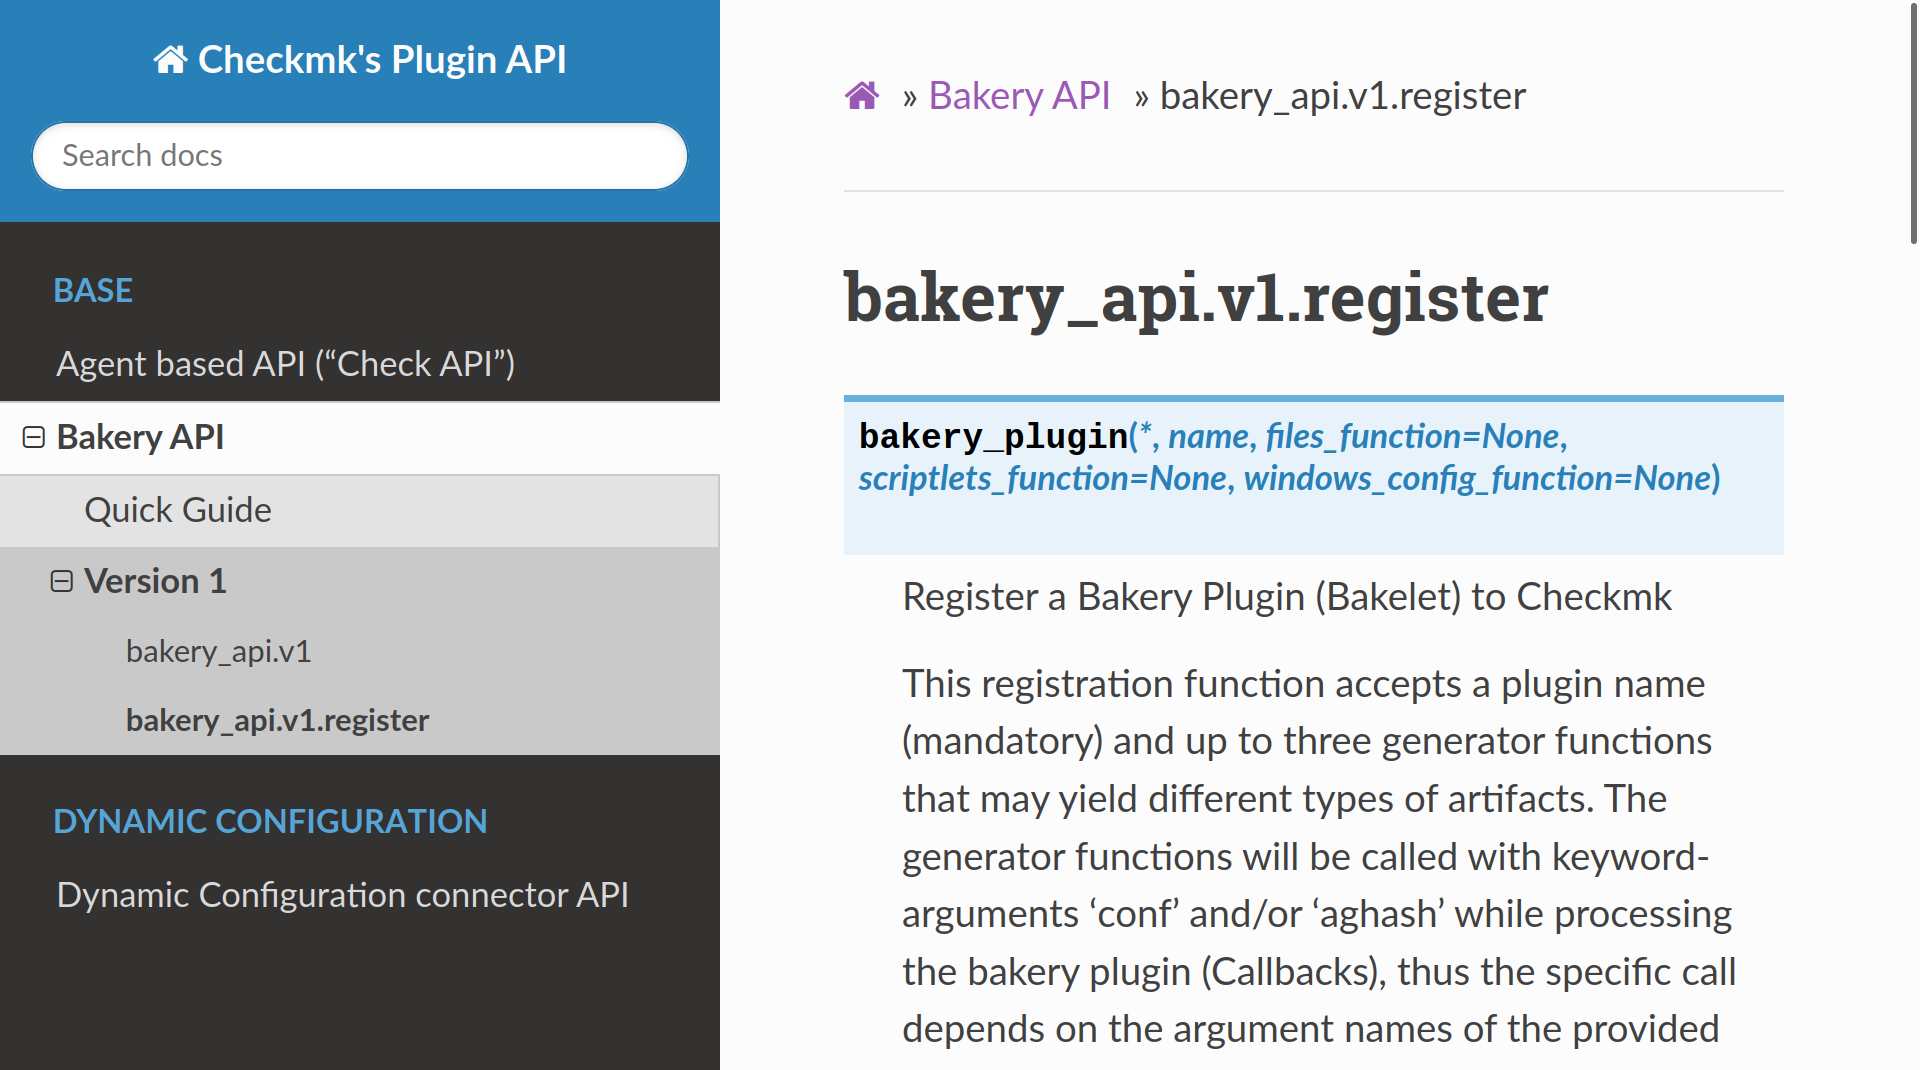 Checkmk's Plugin API
Search docs
BASE
Agent based API (“Check API”)
Bakery API
Quick Guide
Version 1
bakery_api.v1
bakery_api.v1.register
DYNAMIC CONFIGURATION
Dynamic Configuration connector API
» Bakery API » bakery_api.v1.register
bakery_api.v1.register
bakery_plugin(*, name, files_function=None,
scriptlets_function=None, windows_config_function=None)
Register a Bakery Plugin (Bakelet) to Checkmk
This registration function accepts a plugin name
(mandatory) and up to three generator functions
that may yield different types of artifacts. The
generator functions will be called with keyword-
arguments ‘conf’ and/or ‘aghash’ while processing
the bakery plugin (Callbacks), thus the specific call
depends on the argument names of the provided